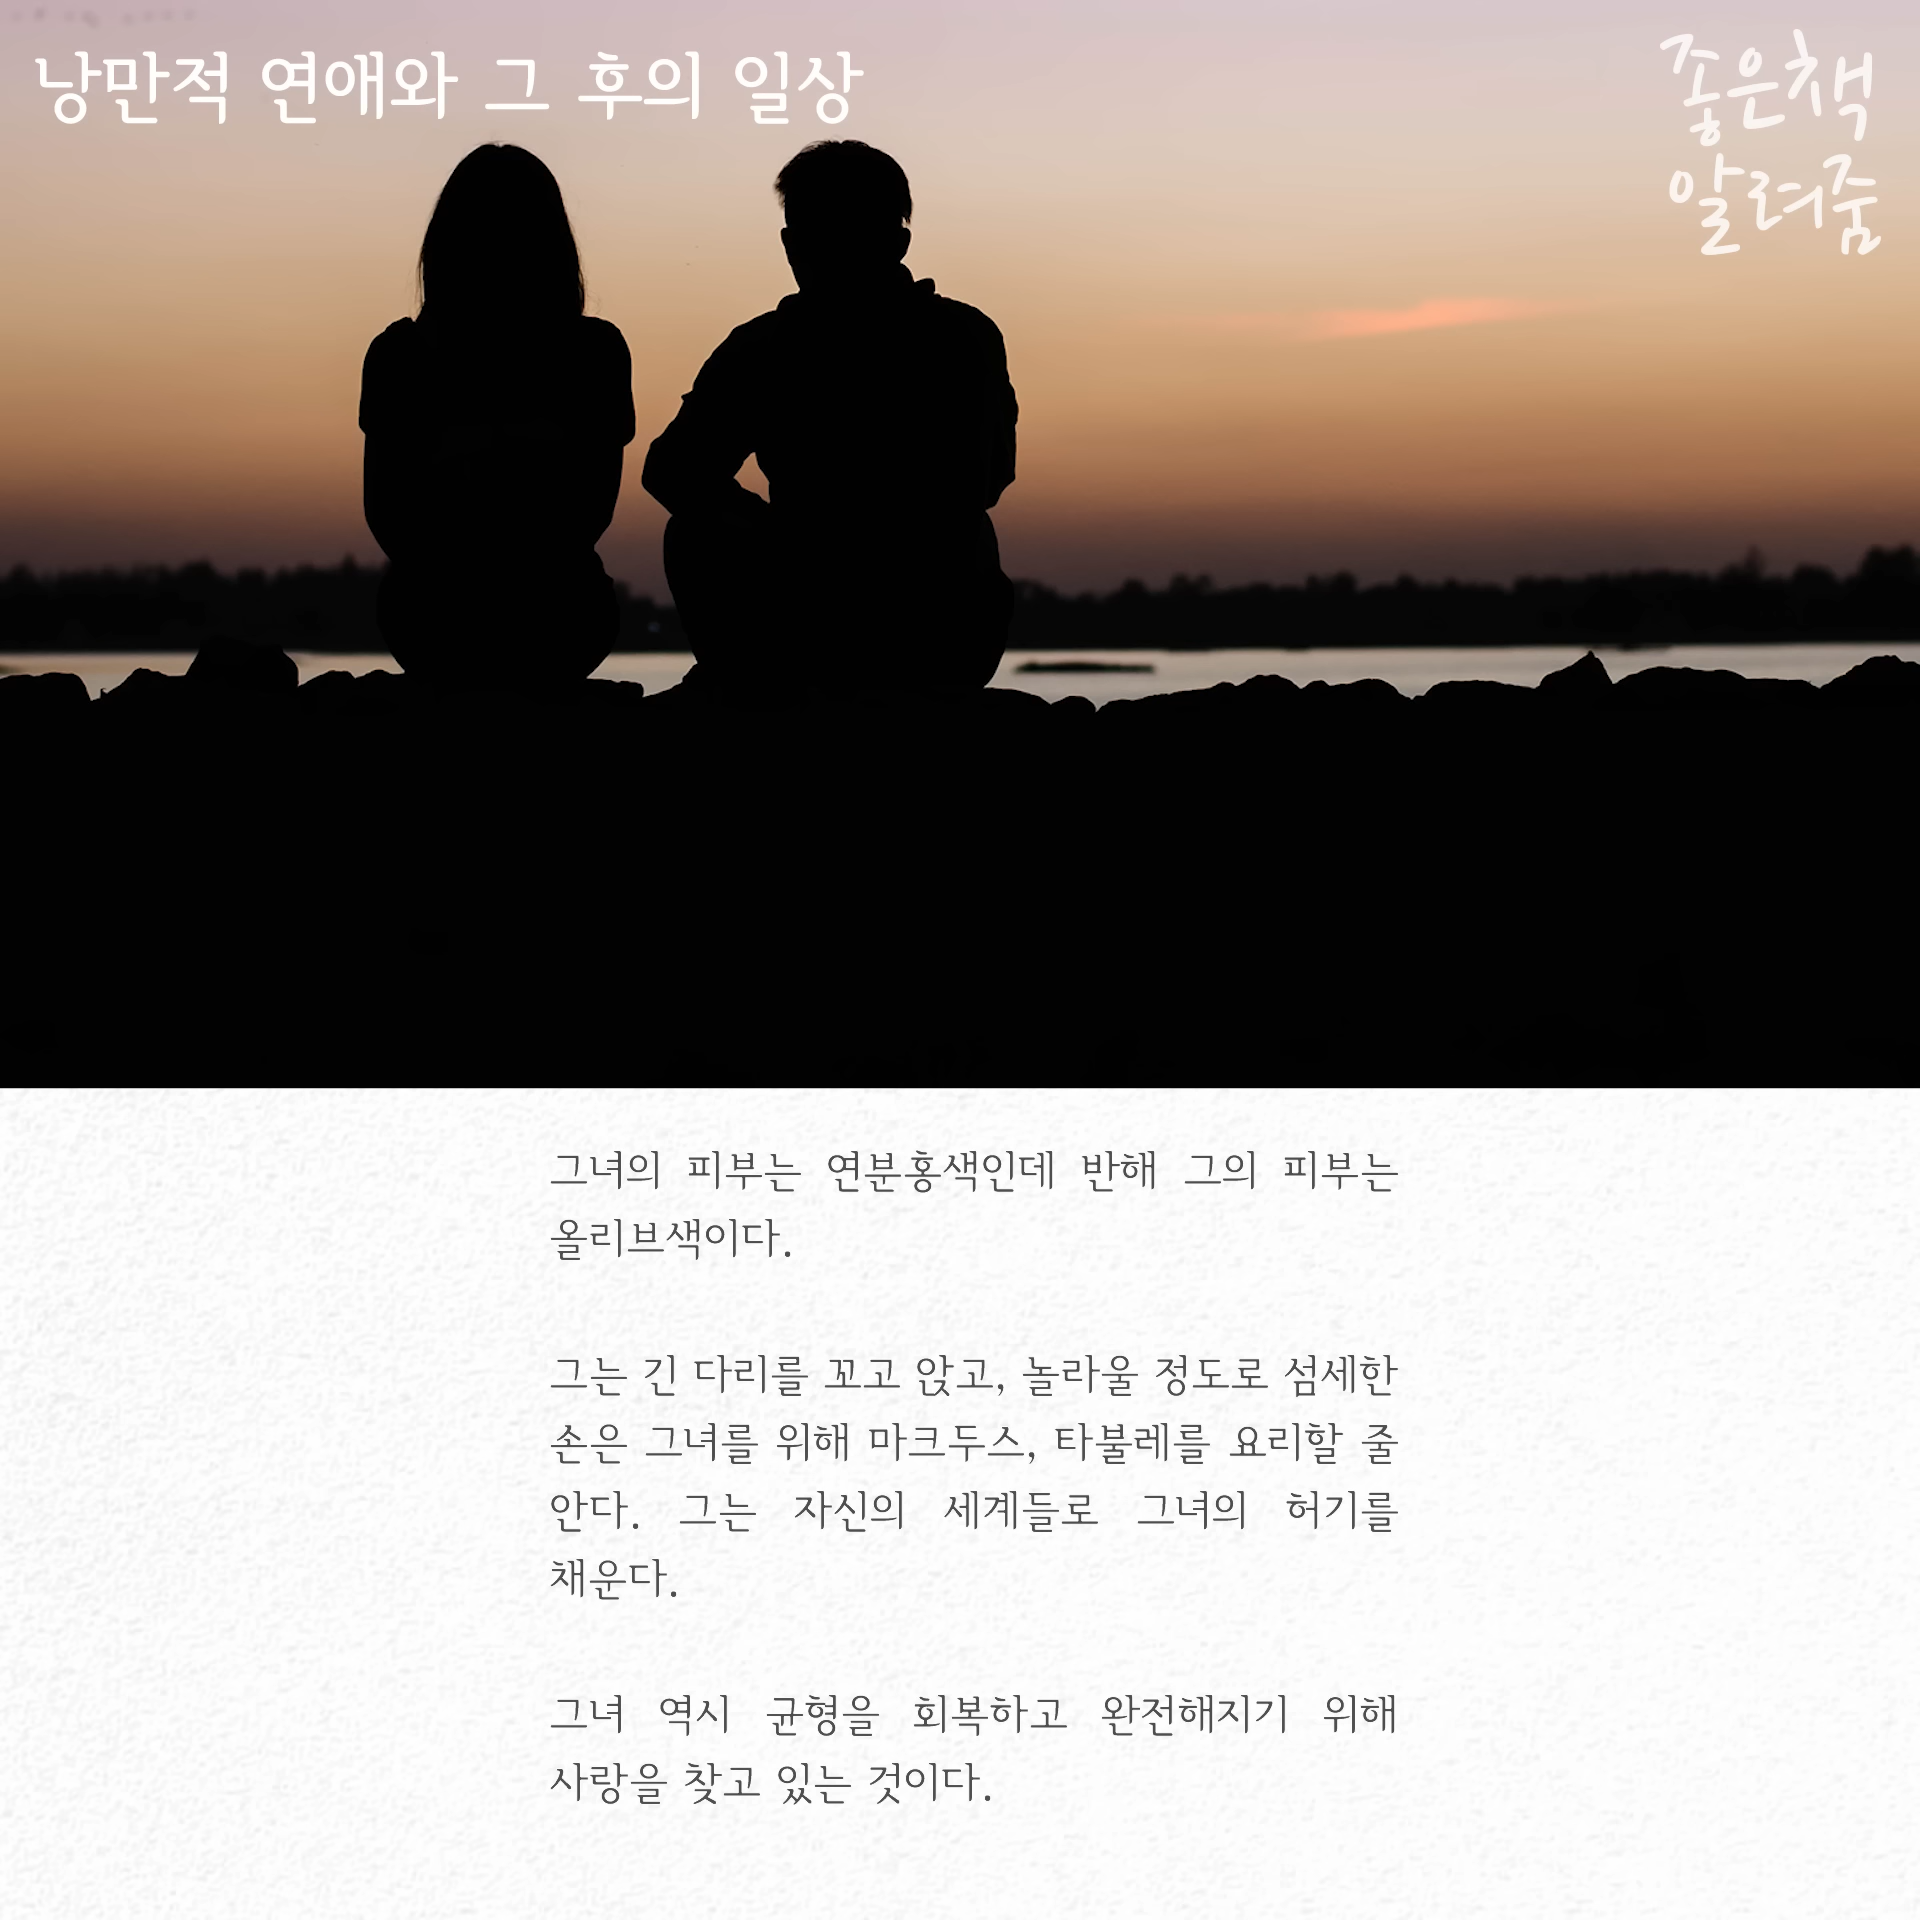 낭만적 연애와 그 후의 일상
좋은책
알려줌
그녀의 피부는 연분홍색인데 반해 그의 피부는
올리브색이다.
그는 긴 다리를 꼬고 앉고, 놀라울 정도로 섬세한
손은 그녀를 위해 마크두스, 타불레를 요리할 줄
안다. 그는 자신의 세계들로 그녀의 허기를
채운다.
그녀 역시 균형을 회복하고 완전해지기 위해
사랑을 찾고 있는 것이다.